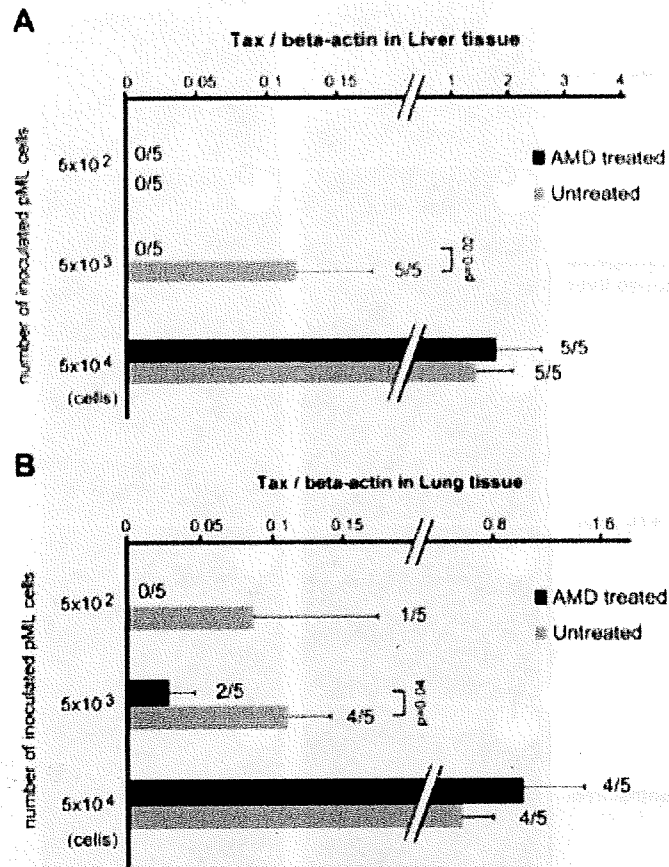 A
Tax / beta-actin in Liver tissue
0 0.05 0.1 0.15 1 2 3 4
number of inoculated pML cells
5x10²
0/5
0/5
AMD treated
Untreated
5x10³
0/5
5/5
p=0.02
5x10⁴
(cells)
5/5
5/5
B
Tax / beta-actin in Lung tissue
0 0.05 0.1 0.15 0.8 1.6
number of inoculated pML cells
5x10²
0/5
1/5
AMD treated
Untreated
5x10³
2/5
4/5
p=0.04
5x10⁴
(cells)
4/5
4/5